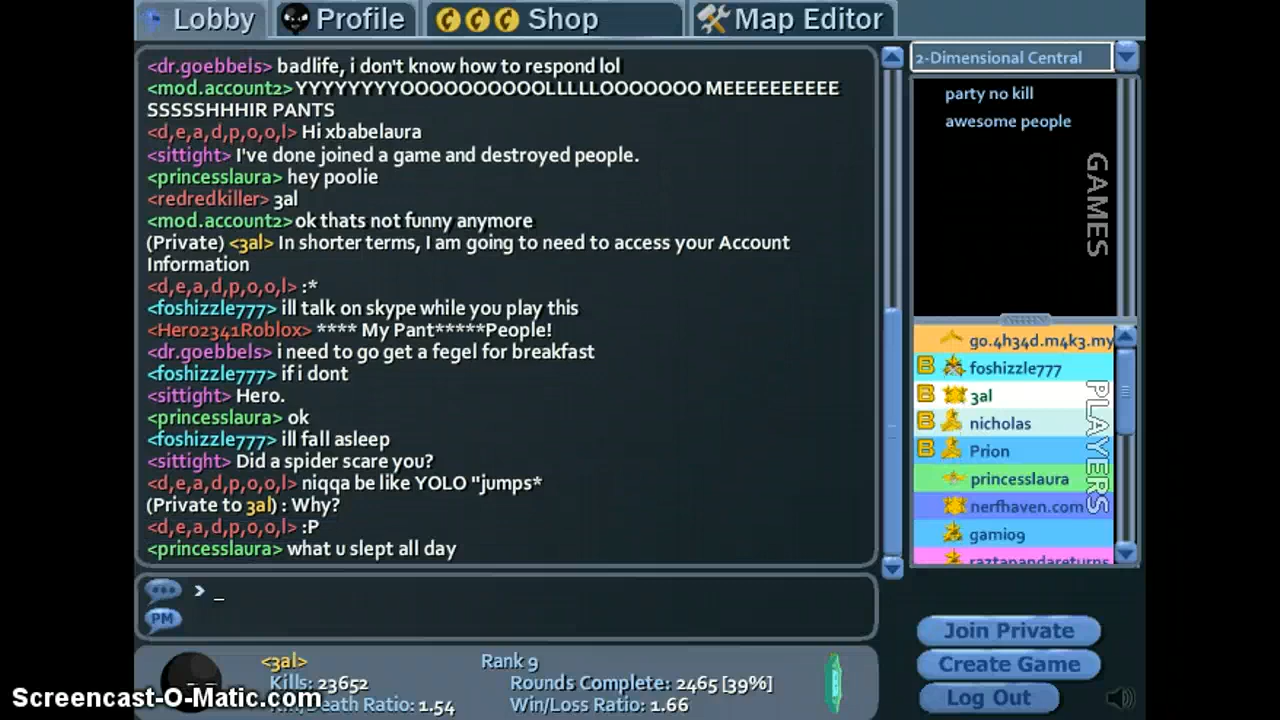 Lobby
Profile
Shop
Map Editor
<dr.goebbels> badlife, i don't know how to respond lol
<mod.account2> YYYYYYYYOOOOOOOOOOLLLLLOOOOOOO MEEEEEEEEEE
SSSSSHHHIR PANTS
<d,e,a,d,p,o,o,l> Hi xbabelaura
<sittight> I've done joined a game and destroyed people.
<princesslaura> hey poolie
<redredkiller> 3al
<mod.account2> ok thats not funny anymore
(Private) <3al> In shorter terms, I am going to need to access your Account
Information
<d,e,a,d,p,o,o,l> :*
<foshizzle777> ill talk on skype while you play this
<Hero2341Roblox> **** My Pant*****People!
<dr.goebbels> i need to go get a fegel for breakfast
<foshizzle777> if i dont
<sittight> Hero.
<princesslaura> ok
<foshizzle777> ill fall asleep
<sittight> Did a spider scare you?
<d,e,a,d,p,o,o,l> niqqa be like YOLO "jumps*
(Private to 3al) : Why?
<d,e,a,d,p,o,o,l> :P
<princesslaura> what u slept all day
> _
PM
2-Dimensional Central
party no kill
awesome people
GAMES
go.4h34d.m4k3.my
B foshizzle777
B 3al
B nicholas
B Prion
princesslaura
nerfhaven.com
gamiog
raztapandareturns
PLAYERS
Join Private
Create Game
Log Out
<3al>
Rank 9
Kills: 23652
Rounds Complete: 2465 [39%]
/Death Ratio: 1.54
Win/Loss Ratio: 1.66
Screencast-O-Matic.com